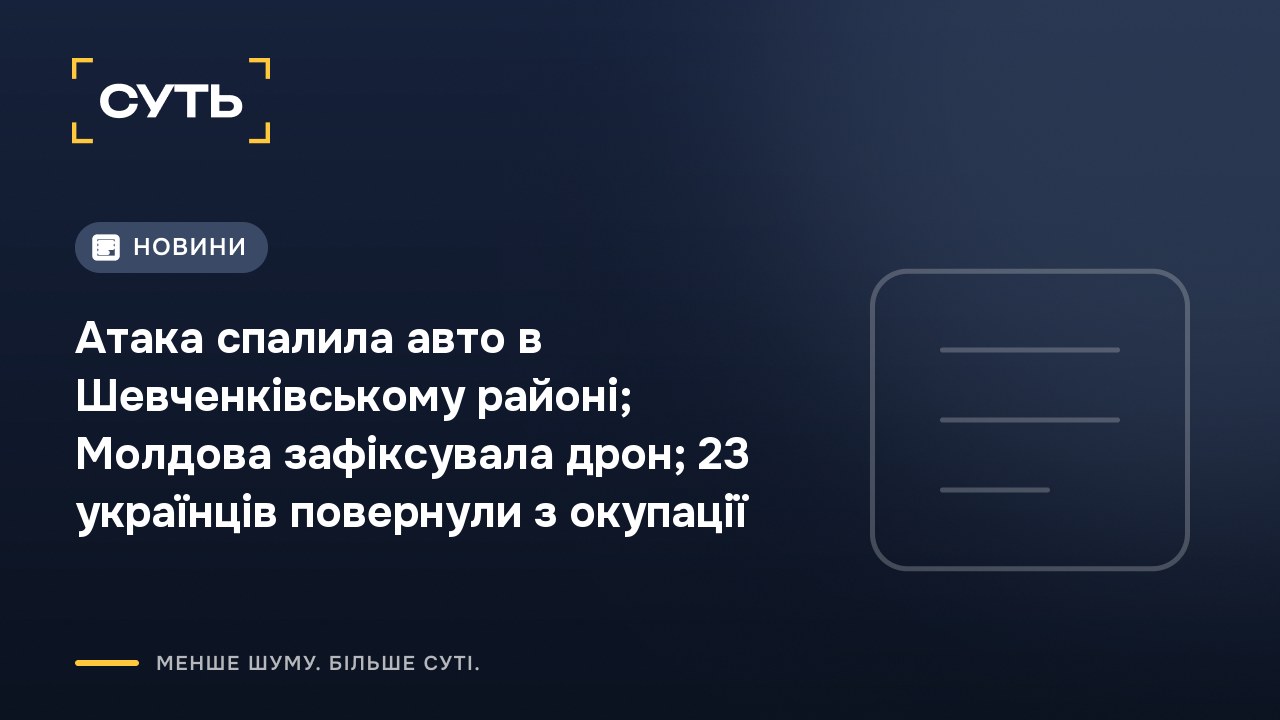 СУТЬ
НОВИНИ
Атака спалила авто в
Шевченківському районі;
Молдова зафіксувала дрон; 23
українців повернули з окупації
МЕНШЕ ШУМУ. БІЛЬШЕ СУТІ.